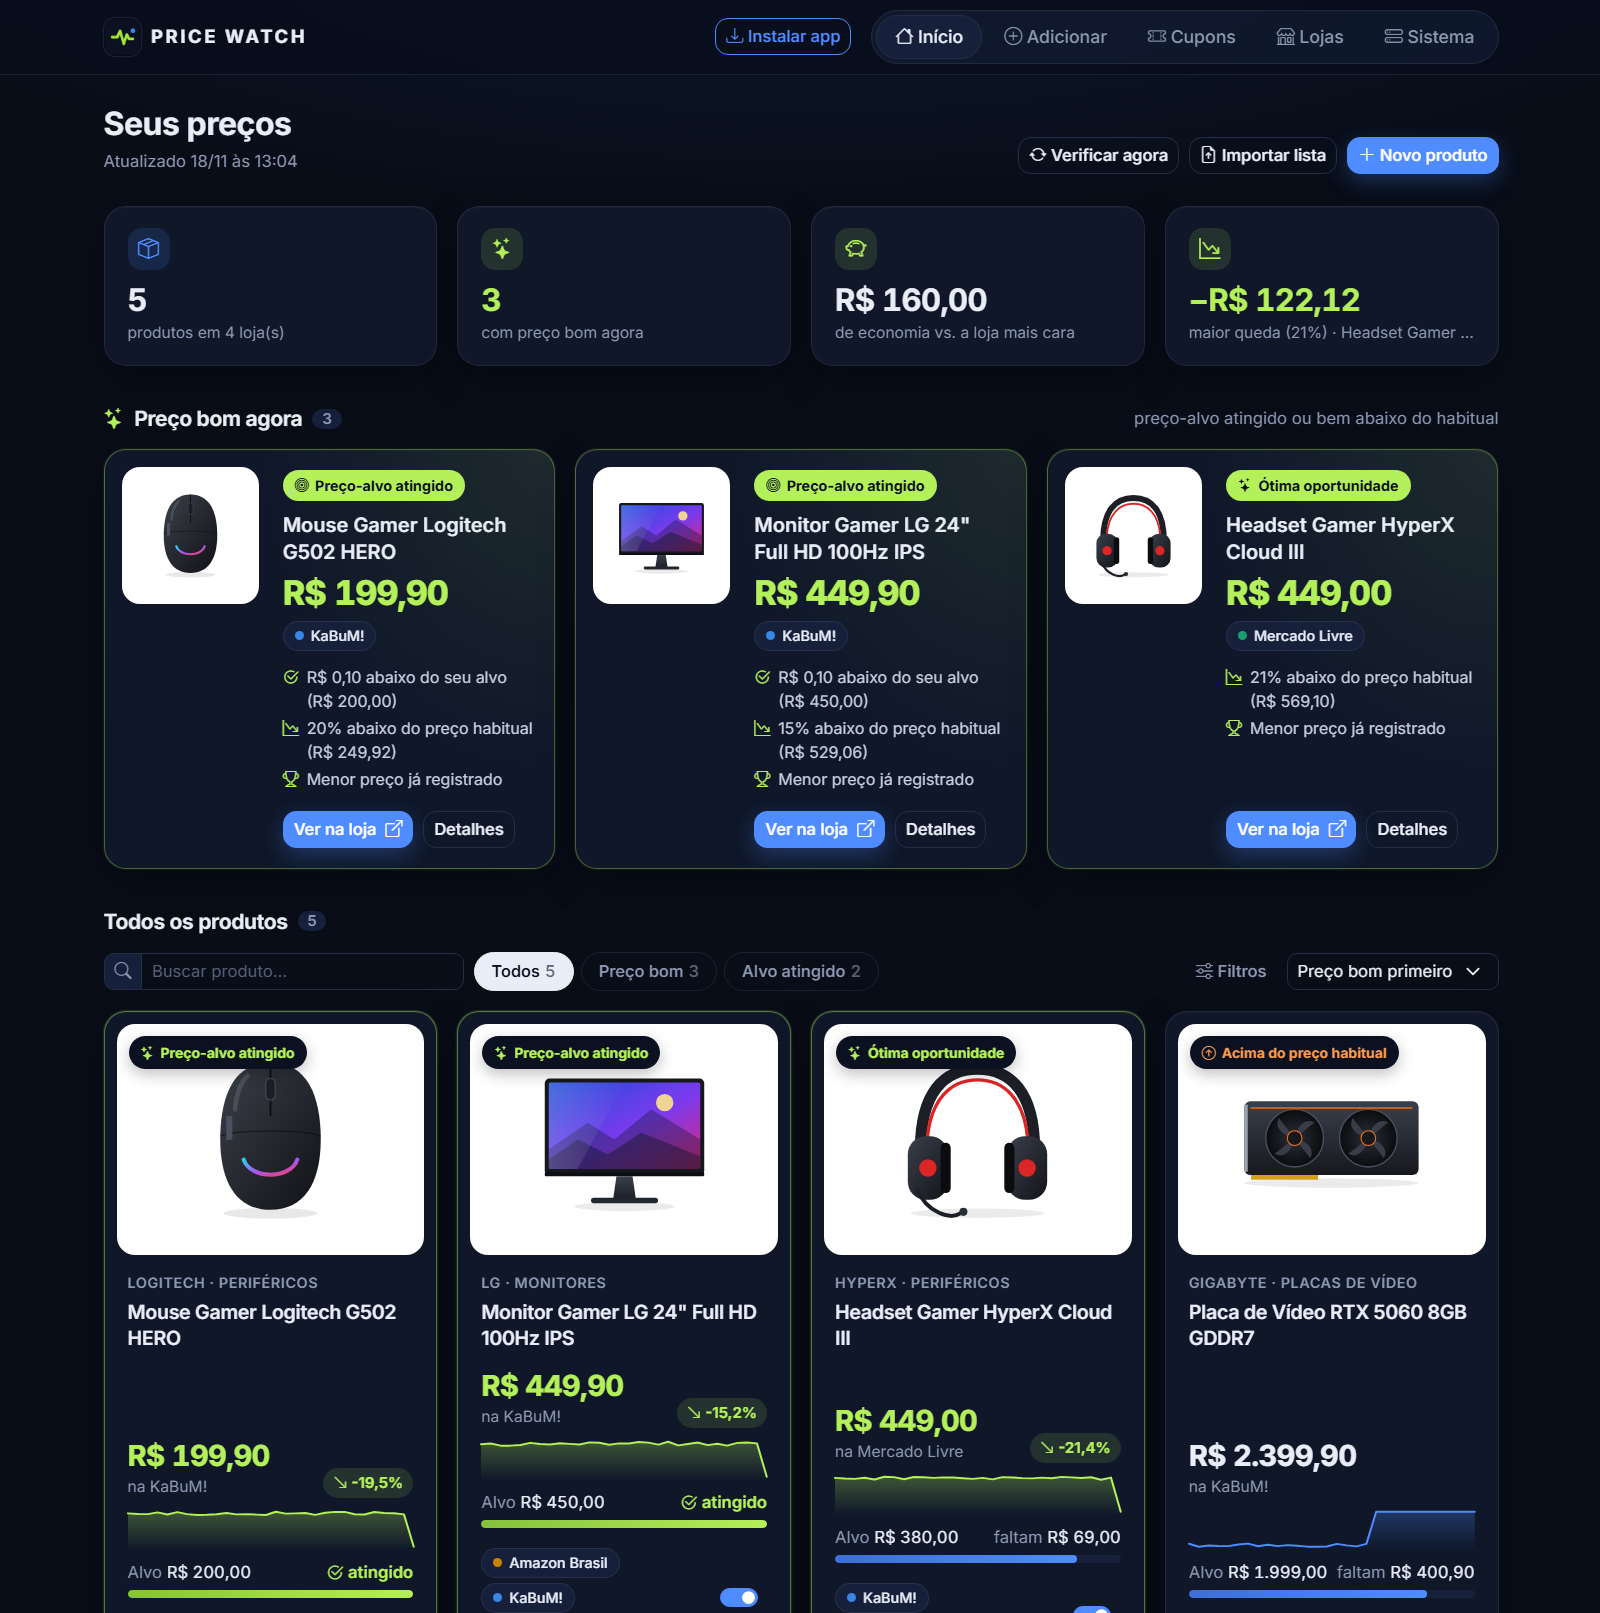 PRICE WATCH
Instalar app
Início
Adicionar
Cupons
Lojas
Sistema
Seus preços
Atualizado 18/11 às 13:04
Verificar agora
Importar lista
Novo produto
5
produtos em 4 loja(s)
3
com preço bom agora
R$ 160,00
de economia vs. a loja mais cara
−R$ 122,12
maior queda (21%) · Headset Gamer ...
Preço bom agora 3
preço-alvo atingido ou bem abaixo do habitual
Preço-alvo atingido
Mouse Gamer Logitech
G502 HERO
R$ 199,90
KaBuM!
R$ 0,10 abaixo do seu alvo
(R$ 200,00)
20% abaixo do preço habitual
(R$ 249,92)
Menor preço já registrado
Ver na loja
Detalhes
Preço-alvo atingido
Monitor Gamer LG 24"
Full HD 100Hz IPS
R$ 449,90
KaBuM!
R$ 0,10 abaixo do seu alvo
(R$ 450,00)
15% abaixo do preço habitual
(R$ 529,06)
Menor preço já registrado
Ver na loja
Detalhes
Ótima oportunidade
Headset Gamer HyperX
Cloud III
R$ 449,00
Mercado Livre
21% abaixo do preço habitual
(R$ 569,10)
Menor preço já registrado
Ver na loja
Detalhes
Todos os produtos 5
Buscar produto...
Todos 5
Preço bom 3
Alvo atingido 2
Filtros
Preço bom primeiro
Preço-alvo atingido
LOGITECH · PERIFÉRICOS
Mouse Gamer Logitech G502
HERO
R$ 199,90
na KaBuM!
-19,5%
Alvo R$ 200,00
atingido
Preço-alvo atingido
LG · MONITORES
Monitor Gamer LG 24" Full HD
100Hz IPS
R$ 449,90
na KaBuM!
-15,2%
Alvo R$ 450,00
atingido
Amazon Brasil
KaBuM!
Ótima oportunidade
HYPERX · PERIFÉRICOS
Headset Gamer HyperX Cloud
III
R$ 449,00
na Mercado Livre
-21,4%
Alvo R$ 380,00
faltam R$ 69,00
KaBuM!
Acima do preço habitual
GIGABYTE · PLACAS DE VÍDEO
Placa de Vídeo RTX 5060 8GB
GDDR7
R$ 2.399,90
na KaBuM!
Alvo R$ 1.999,00
faltam R$ 400,90